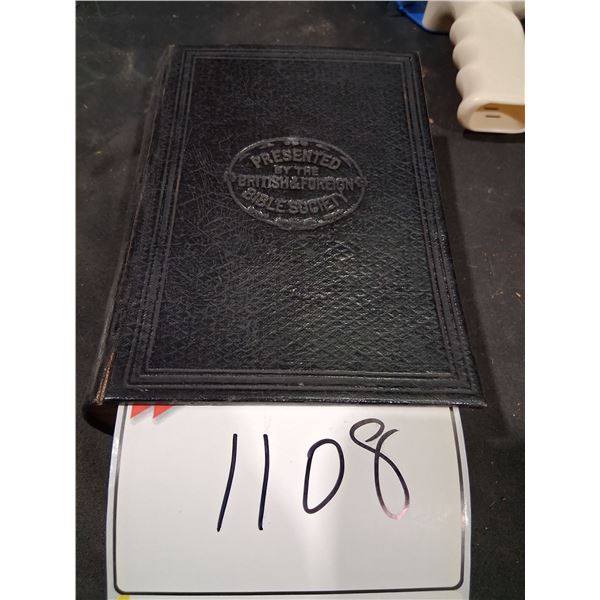 PRESENTED
BY THE
BRITISH & FOREIGN
BIBLE SOCIETY
1108